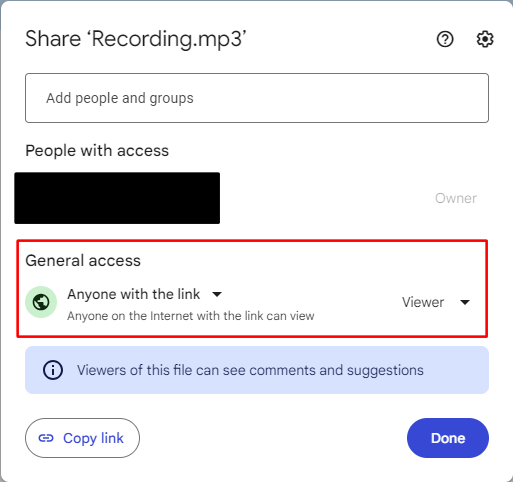 Share ‘Recording.mp3’
Add people and groups
People with access
Owner
General access
Anyone with the link
Viewer
Anyone on the Internet with the link can view
Viewers of this file can see comments and suggestions
Copy link
Done